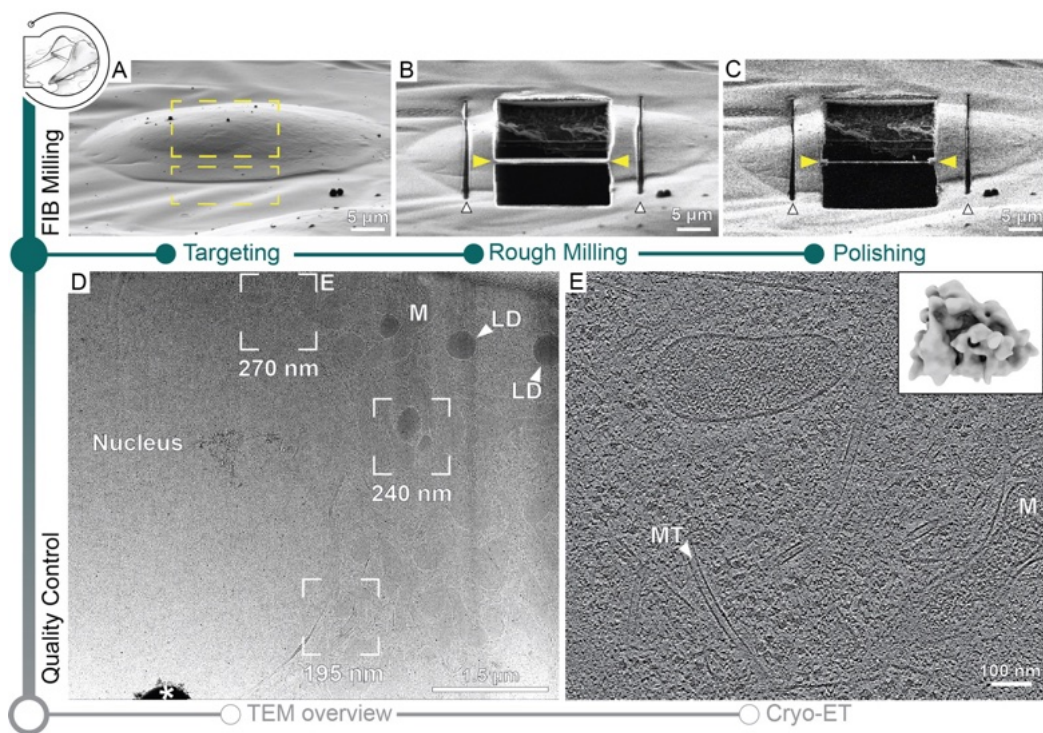 FIB Milling
A
5 µm
B
5 µm
C
5 µm
Targeting
Rough Milling
Polishing
Quality Control
D
E
270 nm
M
LD
LD
Nucleus
240 nm
195 nm
1.5 µm
*
E
MT
M
100 nm
TEM overview
Cryo-ET